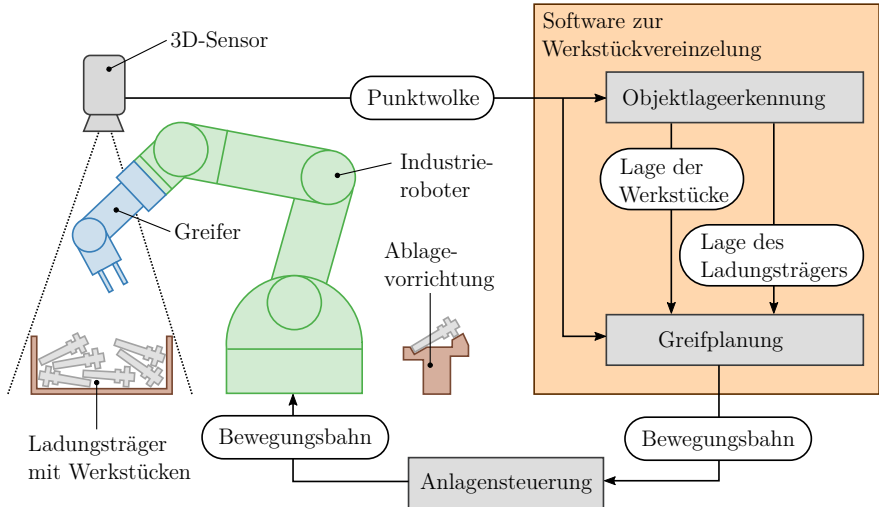 3D-Sensor
Software zur
Werkstückvereinzelung
Punktwolke
Objektlageerkennung
Industrie-
roboter
Lage der
Werkstücke
Greifer
Ablage-
vorrichtung
Lage des
Ladungsträgers
Greifplanung
Ladungsträger
mit Werkstücken
Bewegungsbahn
Bewegungsbahn
Anlagensteuerung